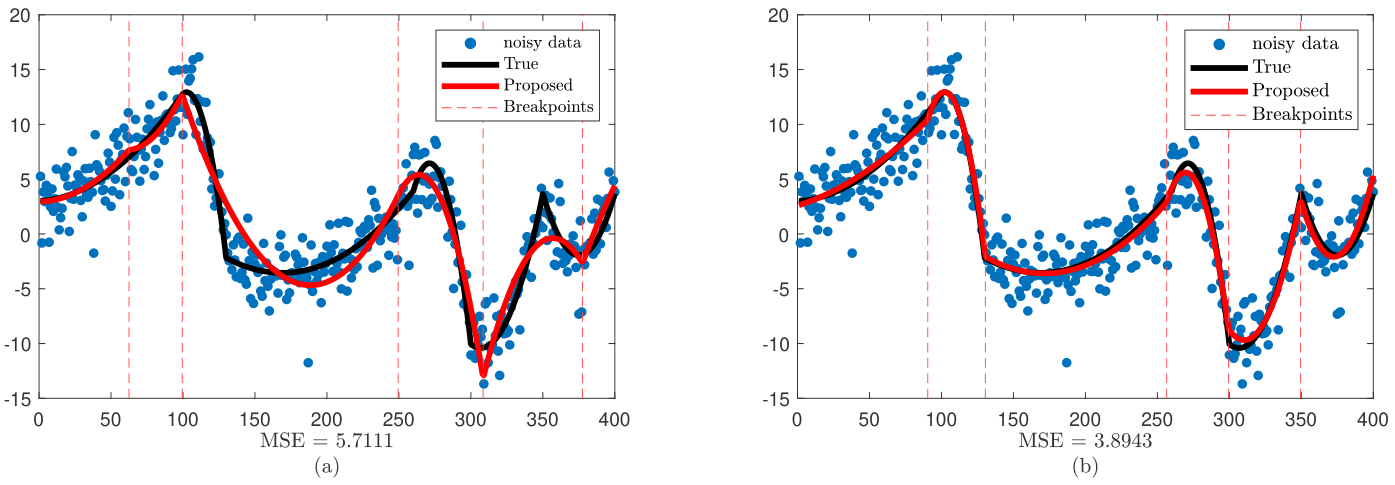 20
15
10
5
0
-5
-10
-15
0 50 100 150 200 250 300 350 400
noisy data
True
Proposed
Breakpoints
MSE = 5.7111
(a)
20
15
10
5
0
-5
-10
-15
0 50 100 150 200 250 300 350 400
noisy data
True
Proposed
Breakpoints
MSE = 3.8943
(b)